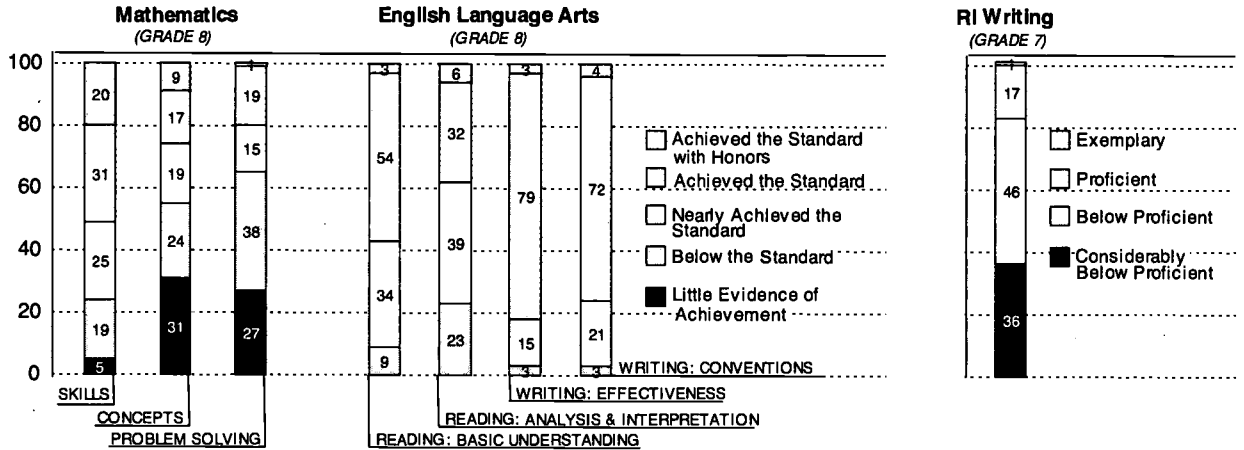 Mathematics
(GRADE 8)
English Language Arts
(GRADE 8)
RI Writing
(GRADE 7)
100
80
60
40
20
0
20
31
25
19
5
9
17
19
24
31
1
19
15
38
27
3
54
34
9
6
32
39
23
3
79
15
3
4
72
21
3
Achieved the Standard
with Honors
Achieved the Standard
Nearly Achieved the
Standard
Below the Standard
Little Evidence of
Achievement
1
17
46
36
Exemplary
Proficient
Below Proficient
Considerably
Below Proficient
SKILLS
CONCEPTS
PROBLEM SOLVING
WRITING: CONVENTIONS
WRITING: EFFECTIVENESS
READING: ANALYSIS & INTERPRETATION
READING: BASIC UNDERSTANDING